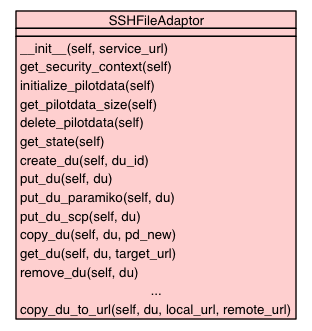 SSHFileAdaptor
__init__(self, service_url)
get_security_context(self)
initialize_pilotdata(self)
get_pilotdata_size(self)
delete_pilotdata(self)
get_state(self)
create_du(self, du_id)
put_du(self, du)
put_du_paramiko(self, du)
put_du_scp(self, du)
copy_du(self, du, pd_new)
get_du(self, du, target_url)
remove_du(self, du)
...
copy_du_to_url(self, du, local_url, remote_url)